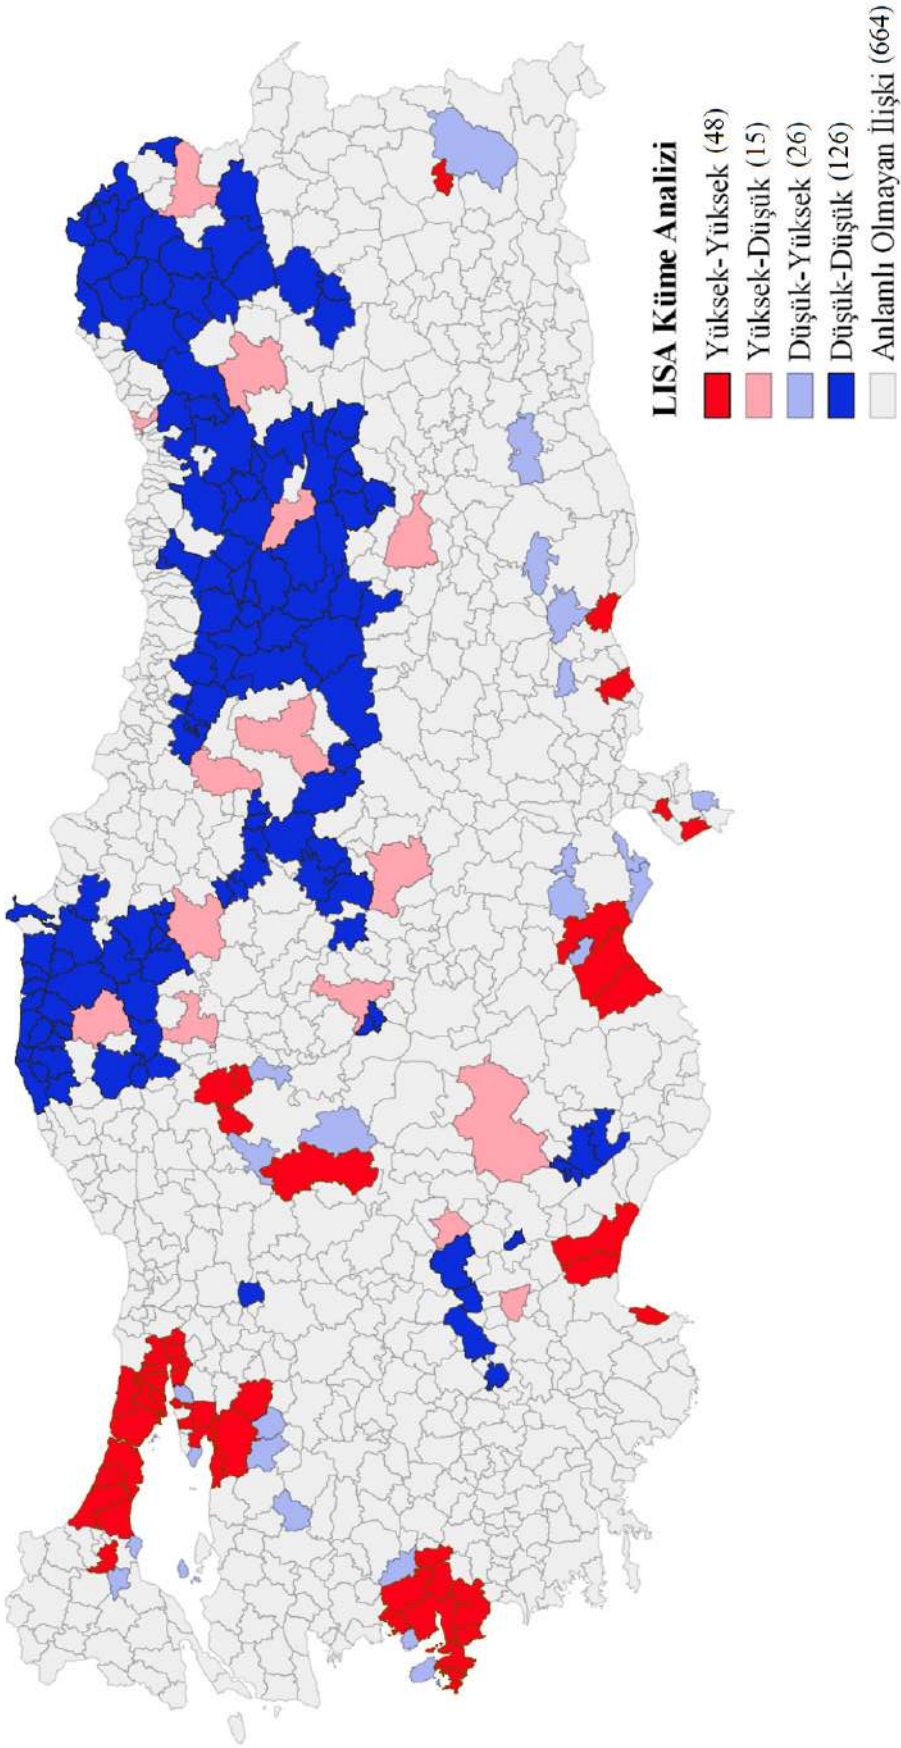 LISA Küme Analizi
Yüksek-Yüksek (48)
Yüksek-Düşük (15)
Düşük-Yüksek (26)
Düşük-Düşük (126)
Anlamlı Olmayan İlişki (664)